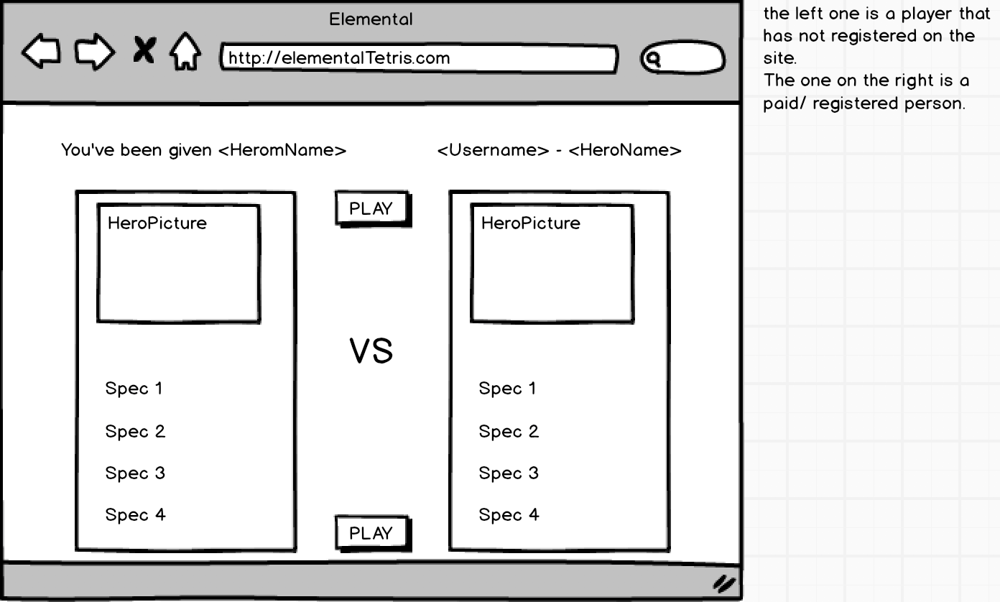 Elemental
http://elementalTetris.com
You've been given <HeromName>
<Username> - <HeroName>
PLAY
HeroPicture
HeroPicture
VS
Spec 1
Spec 1
Spec 2
Spec 2
Spec 3
Spec 3
Spec 4
Spec 4
PLAY
the left one is a player that
has not registered on the
site.
The one on the right is a
paid/ registered person.